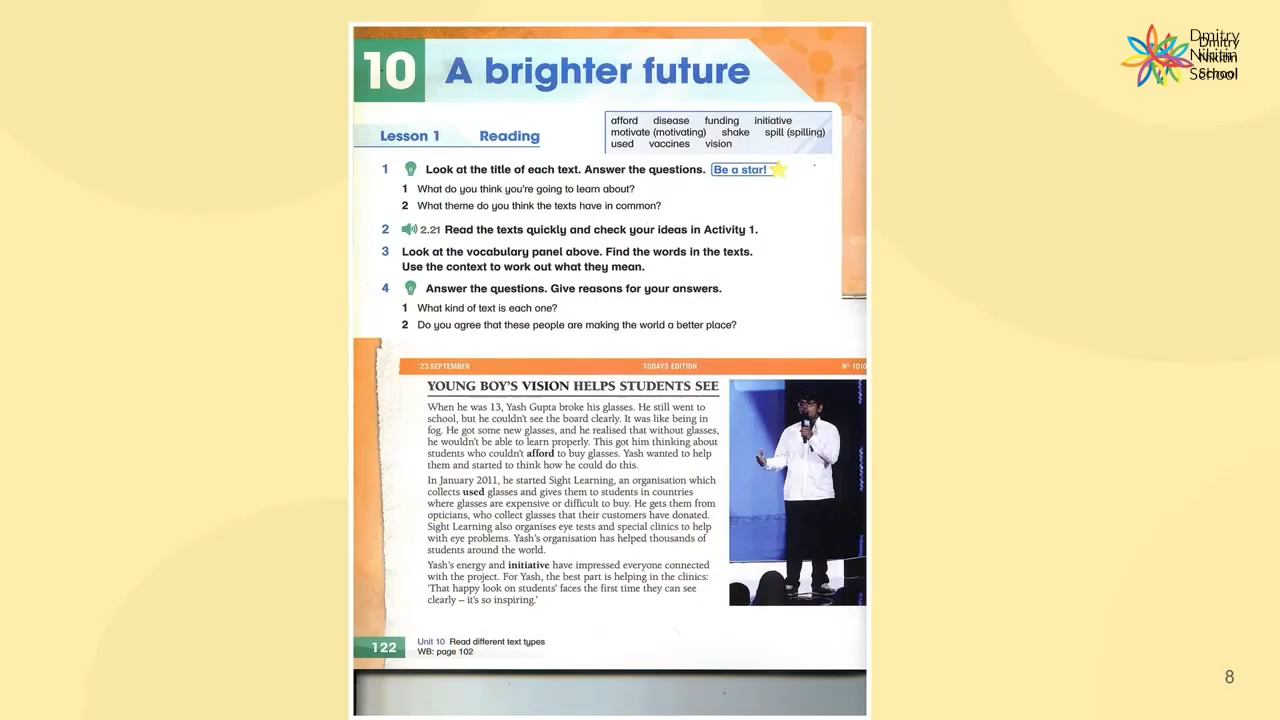 Dmitry
Nikitin
School
Dmitry
Nikitin
School
10 A brighter future
afford disease funding initiative
motivate (motivating) shake spill (spilling)
used vaccines vision
Lesson 1 Reading
1 Look at the title of each text. Answer the questions. Be a star!
1 What do you think you're going to learn about?
2 What theme do you think the texts have in common?
2 2.21 Read the texts quickly and check your ideas in Activity 1.
3 Look at the vocabulary panel above. Find the words in the texts.
Use the context to work out what they mean.
4 Answer the questions. Give reasons for your answers.
1 What kind of text is each one?
2 Do you agree that these people are making the world a better place?
23 SEPTEMBER TODAYS EDITION Nº 1010
YOUNG BOY'S VISION HELPS STUDENTS SEE
When he was 13, Yash Gupta broke his glasses. He still went to
school, but he couldn't see the board clearly. It was like being in
fog. He got some new glasses, and he realised that without glasses,
he wouldn't be able to learn properly. This got him thinking about
students who couldn't afford to buy glasses. Yash wanted to help
them and started to think how he could do this.
In January 2011, he started Sight Learning, an organisation which
collects used glasses and gives them to students in countries
where glasses are expensive or difficult to buy. He gets them from
opticians, who collect glasses that their customers have donated.
Sight Learning also organises eye tests and special clinics to help
with eye problems. Yash's organisation has helped thousands of
students around the world.
Yash's energy and initiative have impressed everyone connected
with the project. For Yash, the best part is helping in the clinics:
'That happy look on students' faces the first time they can see
clearly – it's so inspiring.'
122 Unit 10 Read different text types
WB: page 102
8